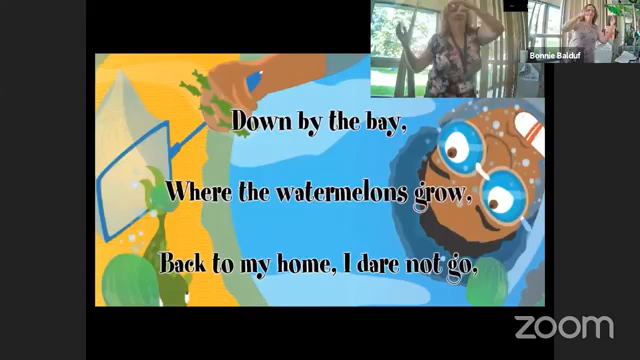 Bonnie Balduf
Down by the bay,
Where the watermelons grow,
Back to my home, I dare not go,
zoom